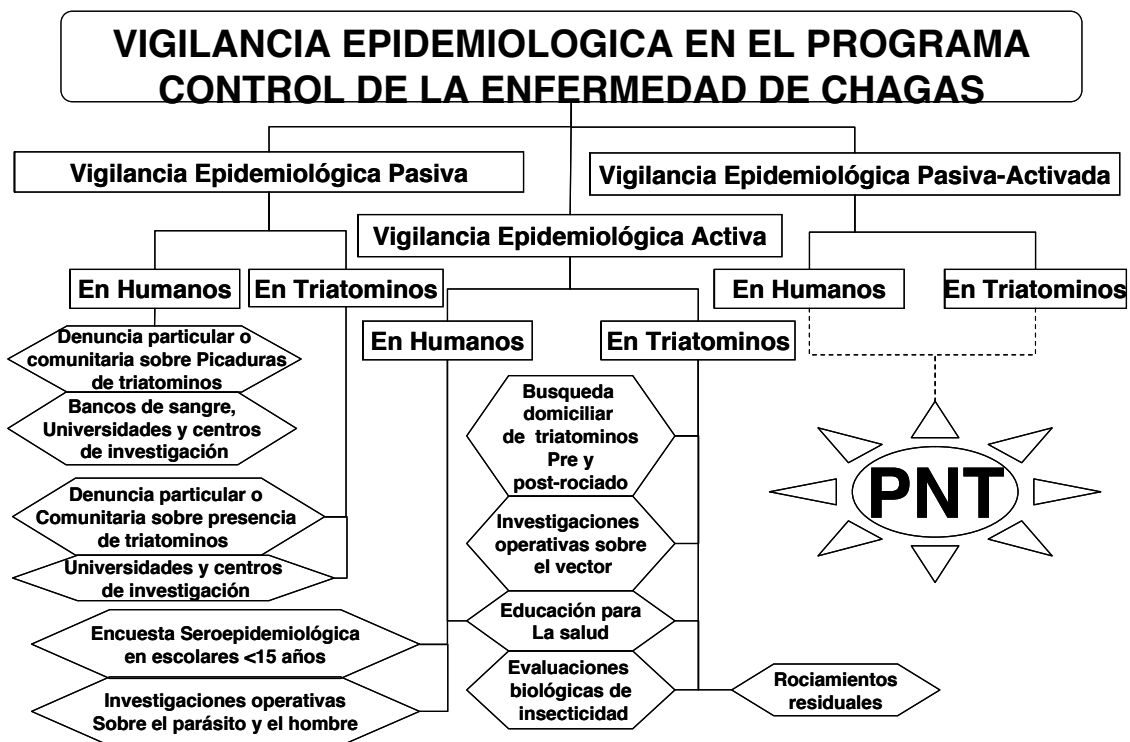 VIGILANCIA EPIDEMIOLOGICA EN EL PROGRAMA
CONTROL DE LA ENFERMEDAD DE CHAGAS
Vigilancia Epidemiológica Pasiva
Vigilancia Epidemiológica Pasiva-Activada
Vigilancia Epidemiológica Activa
En Humanos
En Triatominos
En Humanos
En Triatominos
En Humanos
En Triatominos
Denuncia particular o
comunitaria sobre Picaduras
de triatominos
Bancos de sangre,
Universidades y centros
de investigación
Denuncia particular o
Comunitaria sobre presencia
de triatominos
Universidades y centros
de investigación
Encuesta Seroepidemiológica
en escolares <15 años
Investigaciones operativas
Sobre el parásito y el hombre
Busqueda
domiciliar
de triatominos
Pre y
post-rociado
Investigaciones
operativas sobre
el vector
Educación para
La salud
Evaluaciones
biológicas de
insecticidad
Rociamientos
residuales
PNT